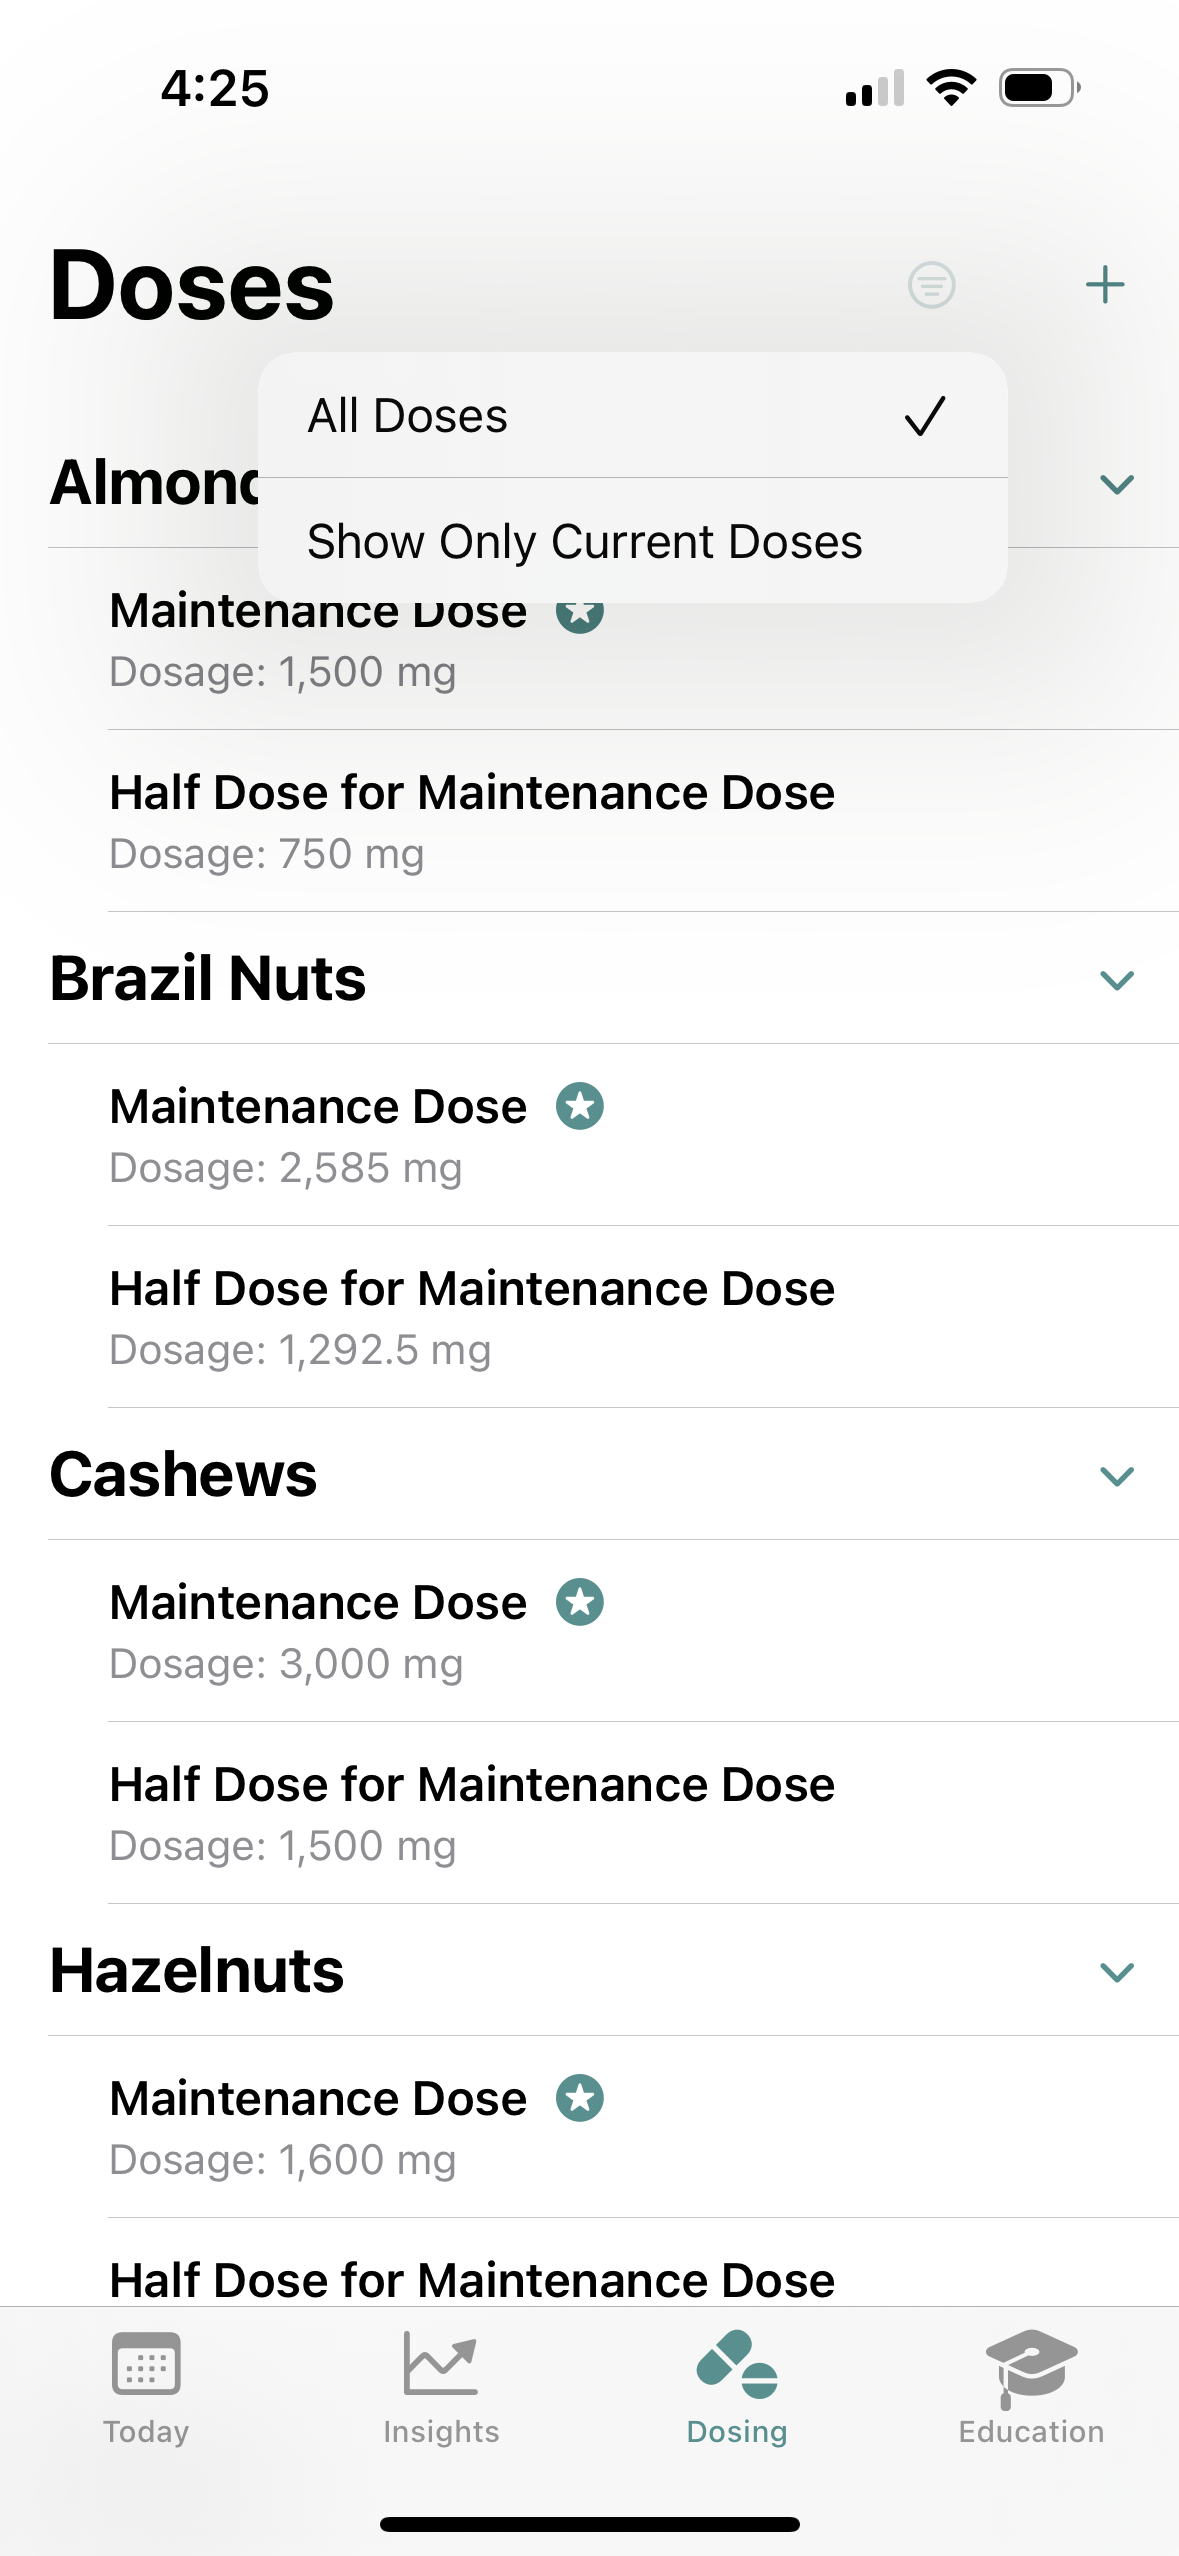 4:25
Doses
All Doses
Show Only Current Doses
Maintenance Dose
Dosage: 1,500 mg
Half Dose for Maintenance Dose
Dosage: 750 mg
Brazil Nuts
Maintenance Dose
Dosage: 2,585 mg
Half Dose for Maintenance Dose
Dosage: 1,292.5 mg
Cashews
Maintenance Dose
Dosage: 3,000 mg
Half Dose for Maintenance Dose
Dosage: 1,500 mg
Hazelnuts
Maintenance Dose
Dosage: 1,600 mg
Half Dose for Maintenance Dose
Today
Insights
Dosing
Education